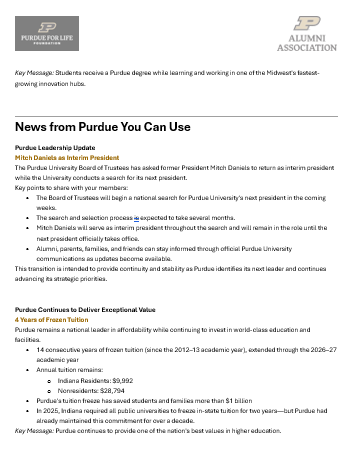 PURDUE FOR LIFE
FOUNDATION
ALUMNI
ASSOCIATION
Key Message: Students receive a Purdue degree while learning and working in one of the Midwest's fastest-
growing innovation hubs.
News from Purdue You Can Use
Purdue Leadership Update
Mitch Daniels as Interim President
The Purdue University Board of Trustees has asked former President Mitch Daniels to return as interim president
while the University conducts a search for its next president.
Key points to share with your members:
• The Board of Trustees will begin a national search for Purdue University's next president in the coming
weeks.
• The search and selection process is expected to take several months.
• Mitch Daniels will serve as interim president throughout the search and will remain in the role until the
next president officially takes office.
• Alumni, parents, families, and friends can stay informed through official Purdue University
communications as updates become available.
This transition is intended to provide continuity and stability as Purdue identifies its next leader and continues
advancing its strategic priorities.
Purdue Continues to Deliver Exceptional Value
4 Years of Frozen Tuition
Purdue remains a national leader in affordability while continuing to invest in world-class education and
facilities.
• 14 consecutive years of frozen tuition (since the 2012–13 academic year), extended through the 2026–27
academic year
• Annual tuition remains:
o Indiana Residents: $9,992
o Nonresidents: $28,794
• Purdue's tuition freeze has saved students and families more than $1 billion
• In 2025, Indiana required all public universities to freeze in-state tuition for two years—but Purdue had
already maintained this commitment for over a decade.
Key Message: Purdue continues to provide one of the nation's best values in higher education.